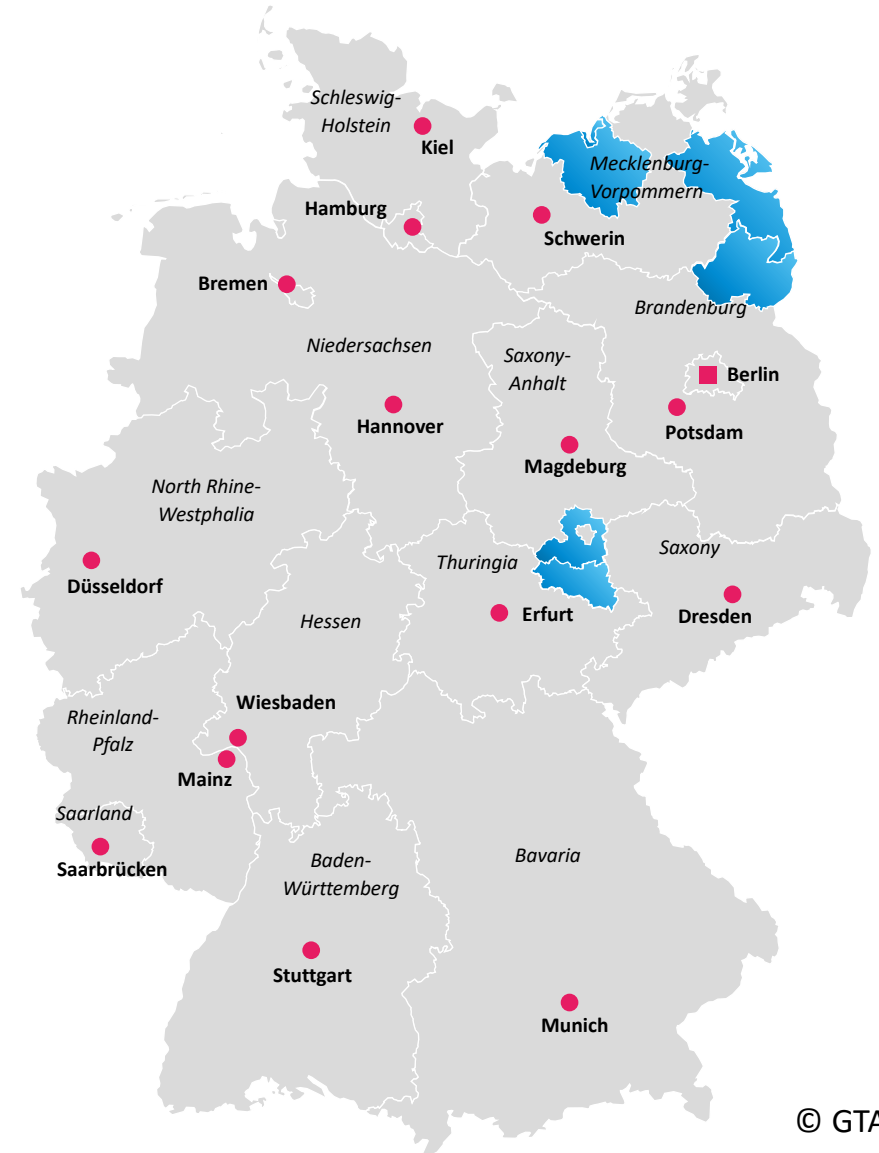 Schleswig-
Holstein
Kiel
Mecklenburg-
Vorpommern
Hamburg
Schwerin
Bremen
Brandenburg
Niedersachsen
Saxony-
Anhalt
Berlin
Hannover
Potsdam
Magdeburg
North Rhine-
Westphalia
Thuringia
Saxony
Düsseldorf
Hessen
Erfurt
Dresden
Wiesbaden
Rheinland-
Pfalz
Mainz
Saarland
Saarbrücken
Baden-
Württemberg
Bavaria
Stuttgart
Munich
© GTA